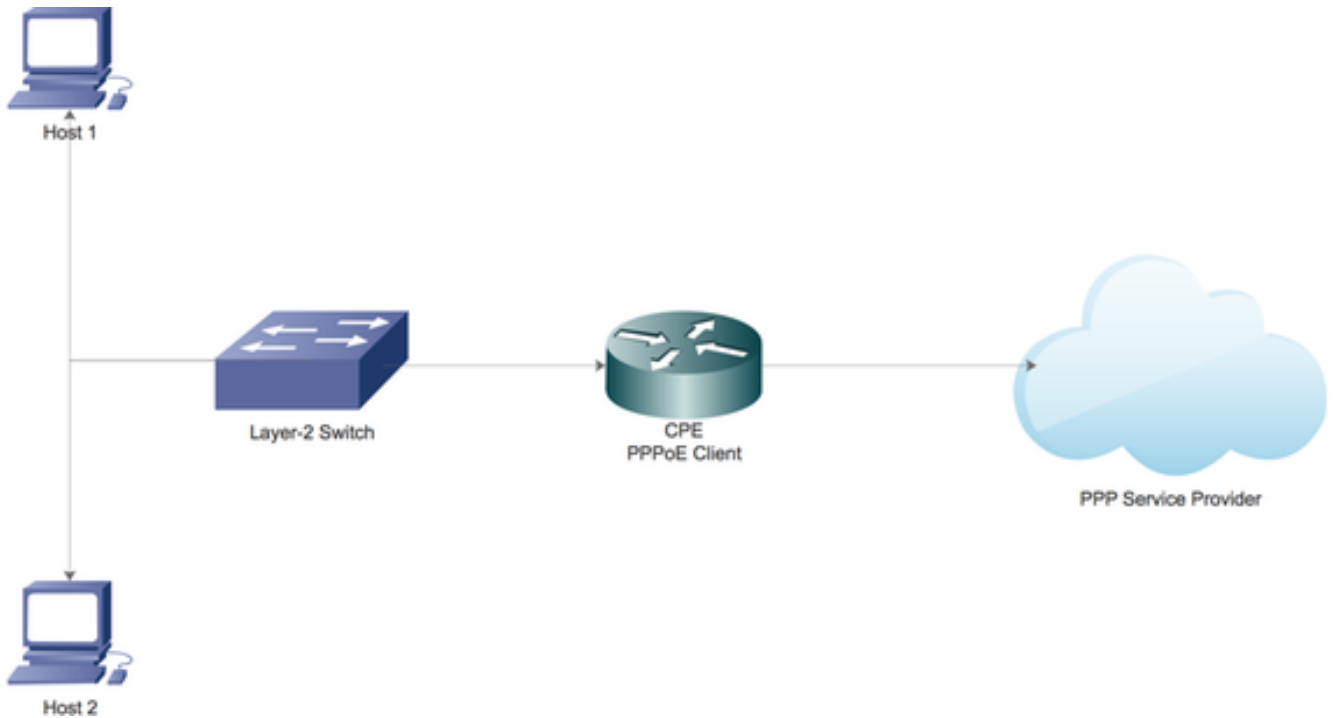 Host 1
Layer-2 Switch
CPE
PPPoE Client
PPP Service Provider
Host 2